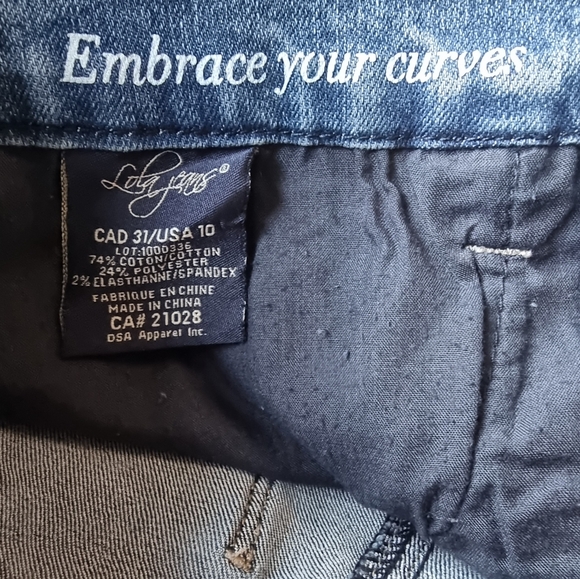 Embrace your curves
Lola jeans®
CAD 31/USA 10
LOT:1000336
74% COTON/COTTON
24% POLYESTER
2% ELASTHANNE/SPANDEX
FABRIQUE EN CHINE
MADE IN CHINA
CA# 21028
DSA Apparel Inc.